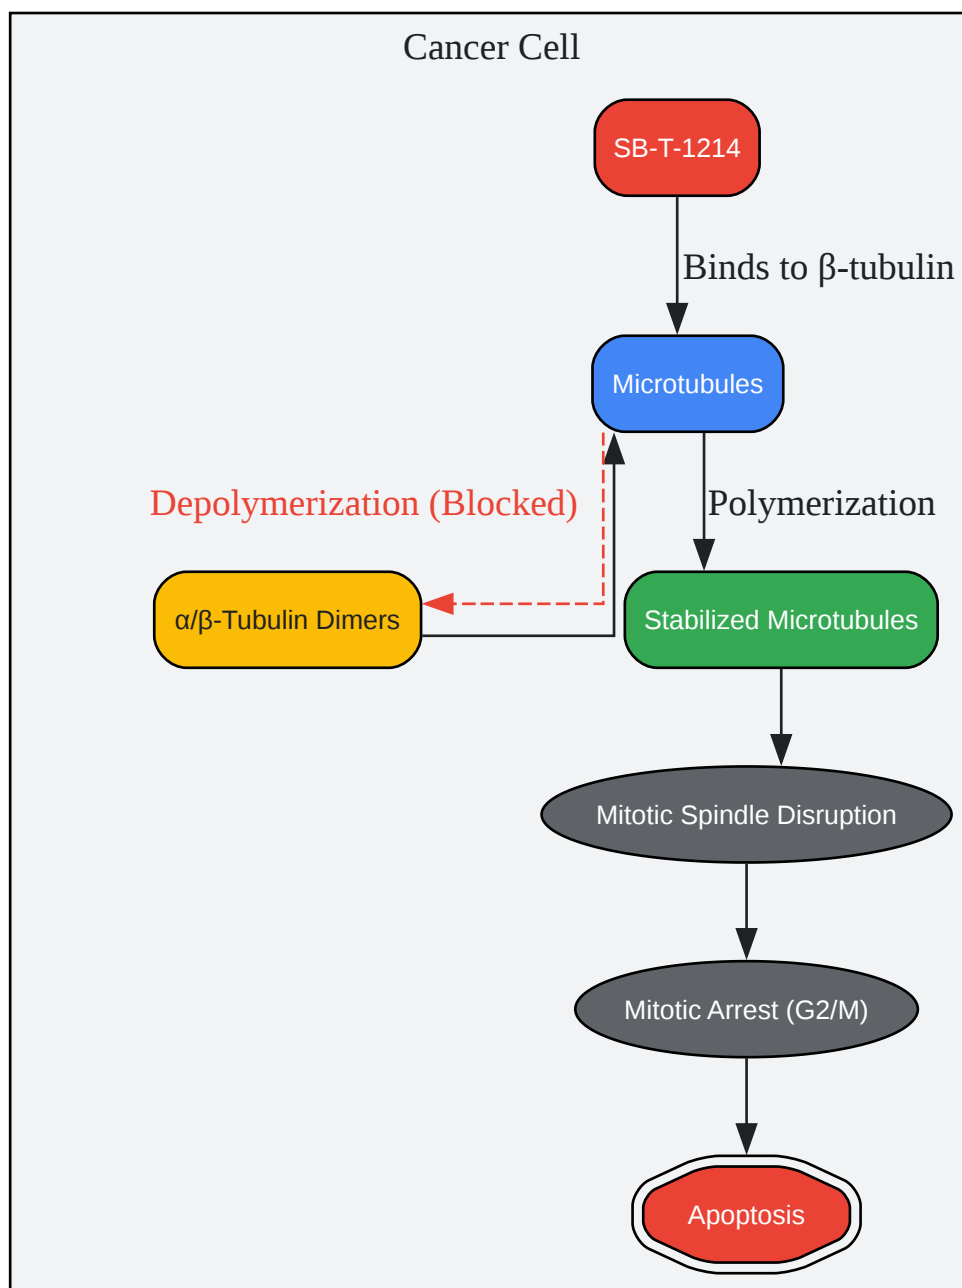 Cancer Cell
SB-T-1214
Binds to β-tubulin
Microtubules
Depolymerization (Blocked)
Polymerization
α/β-Tubulin Dimers
Stabilized Microtubules
Mitotic Spindle Disruption
Mitotic Arrest (G2/M)
Apoptosis